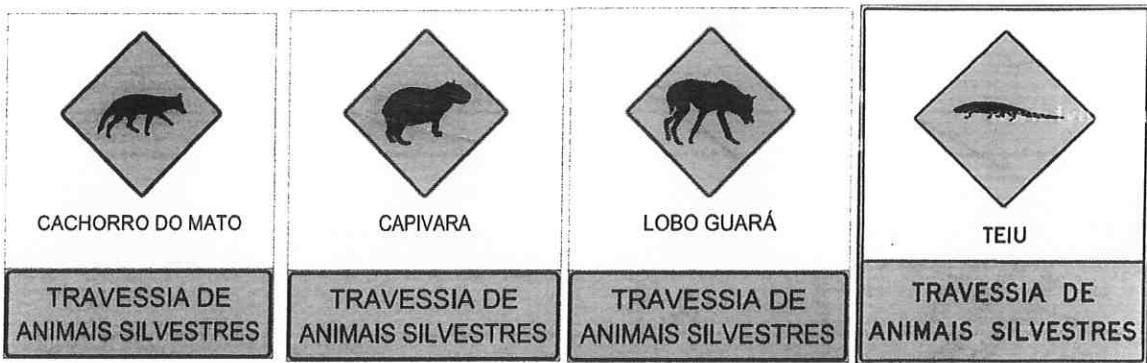 CACHORRO DO MATO
TRAVESSIA DE
ANIMAIS SILVESTRES
CAPIVARA
TRAVESSIA DE
ANIMAIS SILVESTRES
LOBO GUARÁ
TRAVESSIA DE
ANIMAIS SILVESTRES
TEIU
TRAVESSIA DE
ANIMAIS SILVESTRES